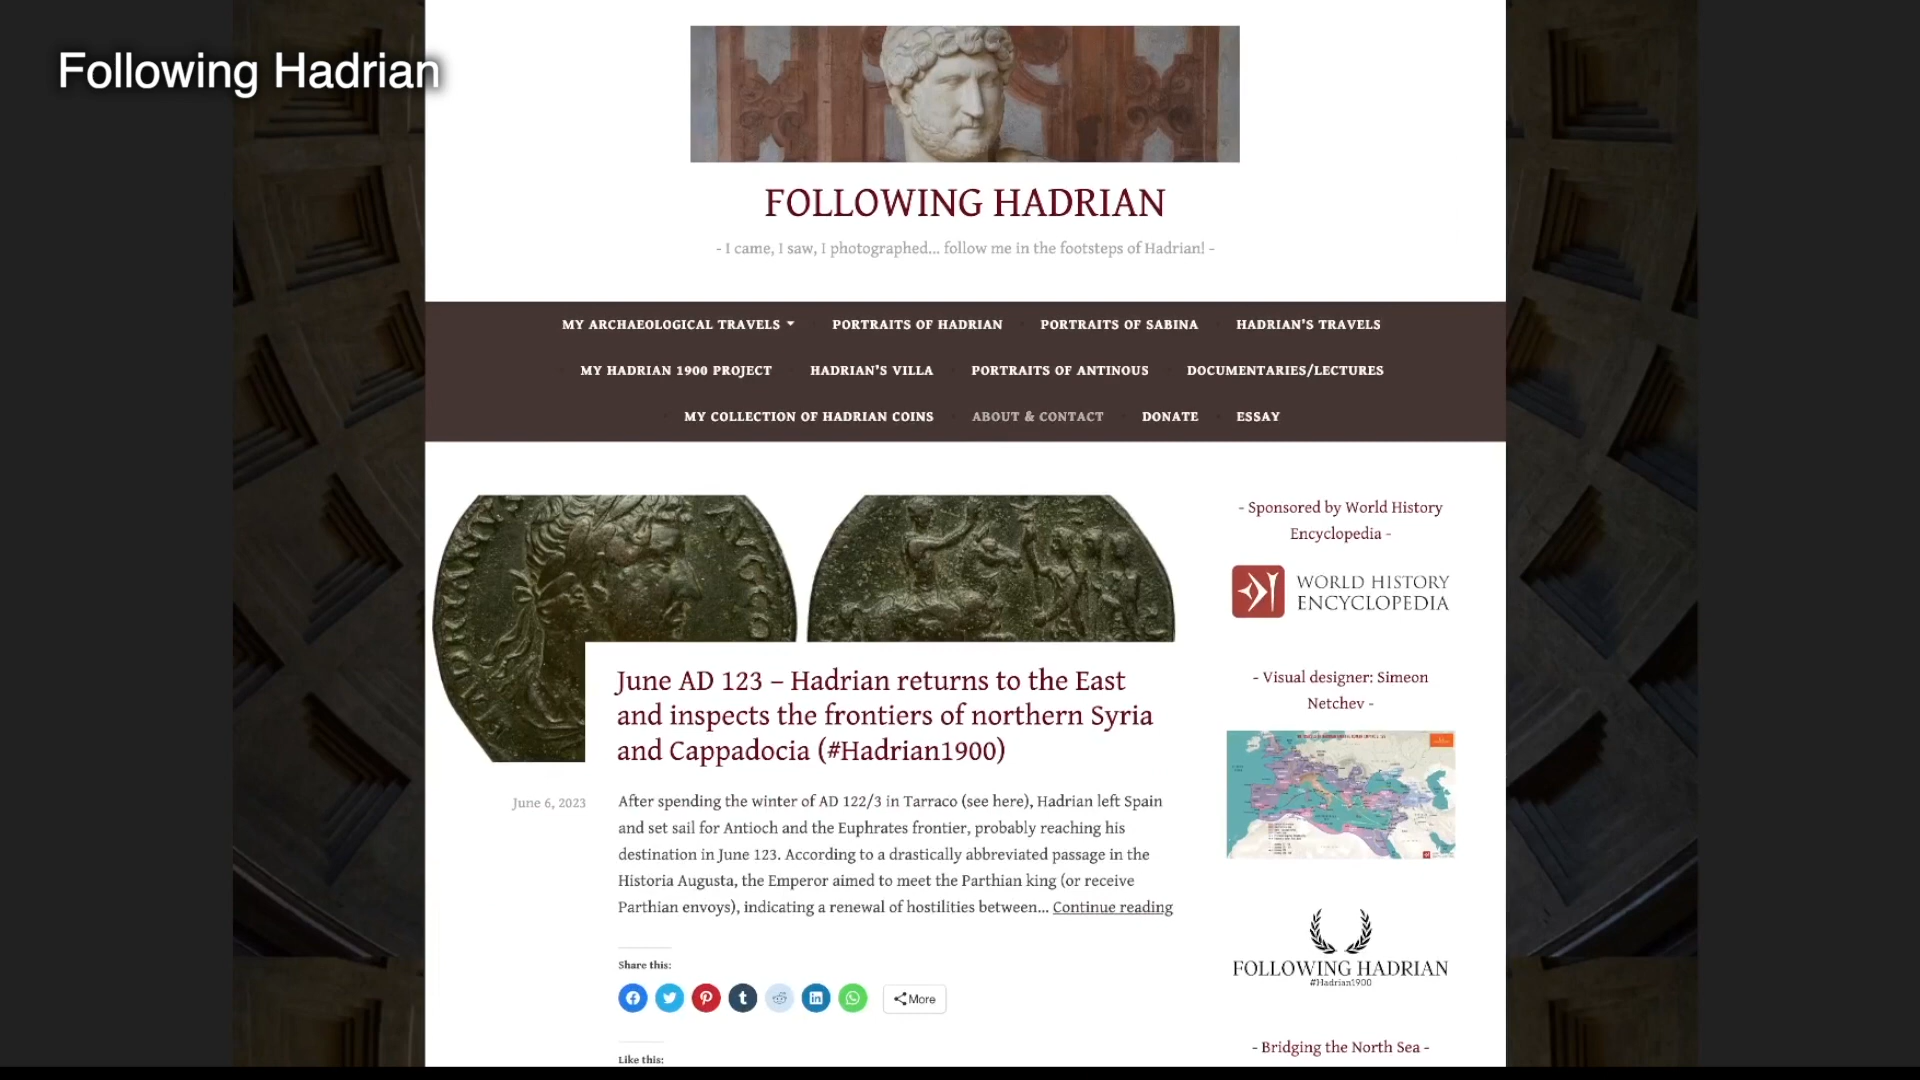 Following Hadrian
FOLLOWING HADRIAN
- I came, I saw, I photographed... follow me in the footsteps of Hadrian! -
MY ARCHAEOLOGICAL TRAVELS
PORTRAITS OF HADRIAN
PORTRAITS OF SABINA
HADRIAN'S TRAVELS
MY HADRIAN 1900 PROJECT
HADRIAN'S VILLA
PORTRAITS OF ANTINOUS
DOCUMENTARIES/LECTURES
MY COLLECTION OF HADRIAN COINS
ABOUT & CONTACT
DONATE
ESSAY
June AD 123 – Hadrian returns to the East
and inspects the frontiers of northern Syria
and Cappadocia (#Hadrian1900)
June 6, 2023
After spending the winter of AD 122/3 in Tarraco (see here), Hadrian left Spain
and set sail for Antioch and the Euphrates frontier, probably reaching his
destination in June 123. According to a drastically abbreviated passage in the
Historia Augusta, the Emperor aimed to meet the Parthian king (or receive
Parthian envoys), indicating a renewal of hostilities between... Continue reading
Share this:
More
Like this:
- Sponsored by World History
Encyclopedia -
WORLD HISTORY
ENCYCLOPEDIA
- Visual designer: Simeon
Netchev -
FOLLOWING HADRIAN
#Hadrian1900
- Bridging the North Sea -